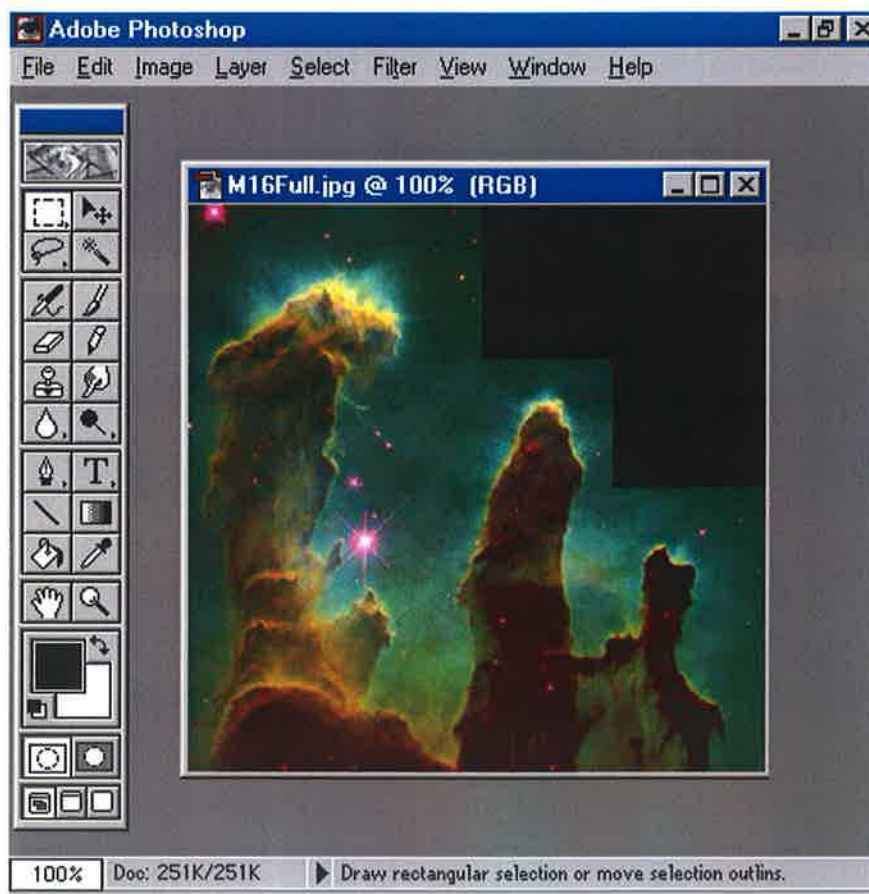 Adobe Photoshop
File Edit Image Layer Select Filter View Window Help
M16Full.jpg @ 100% (RGB)
T
100% Doc: 251K/251K Draw rectangular selection or move selection outlins.